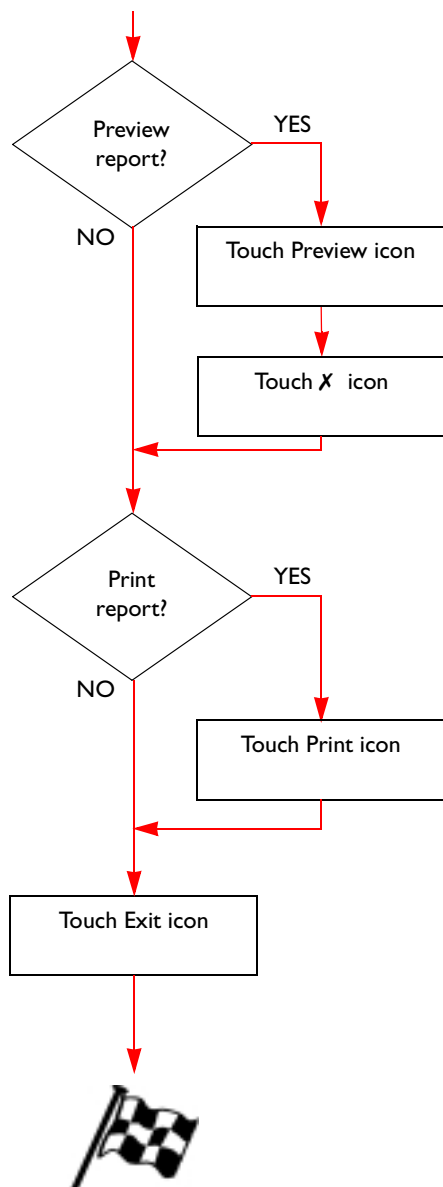 Preview
report?
YES
NO
Touch Preview icon
Touch ✗ icon
Print
report?
YES
NO
Touch Print icon
Touch Exit icon